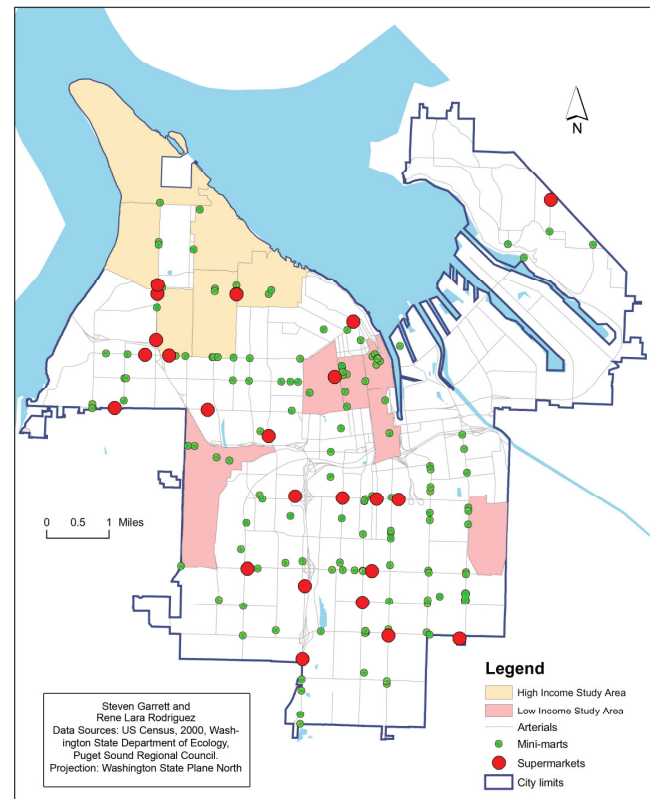 N
0 0.5 1 Miles
Legend
High Income Study Area
Low Income Study Area
Arterials
Mini-marts
Supermarkets
City limits
Steven Garrett and
Rene Lara Rodriguez
Data Sources: US Census, 2000, Wash-
ington State Department of Ecology,
Puget Sound Regional Council.
Projection: Washington State Plane North